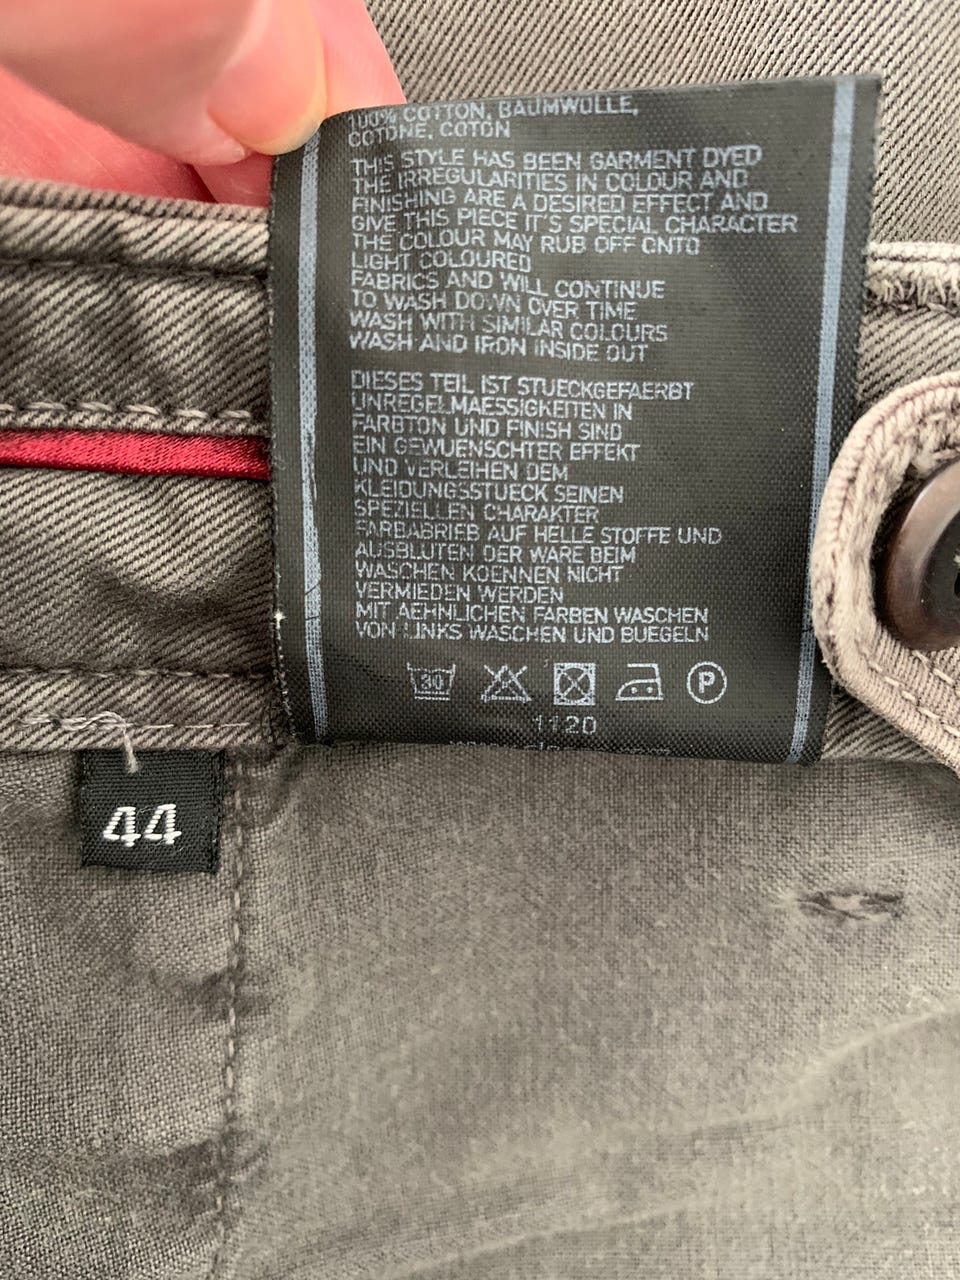 100% COTTON, BAUMWOLLE,
COTONE, COTON
THIS STYLE HAS BEEN GARMENT DYED
THE IRREGULARITIES IN COLOUR AND
FINISHING ARE A DESIRED EFFECT AND
GIVE THIS PIECE IT'S SPECIAL CHARACTER
THE COLOUR MAY RUB OFF ONTO
LIGHT COLOURED
FABRICS AND WILL CONTINUE
TO WASH DOWN OVER TIME
WASH WITH SIMILAR COLOURS
WASH AND IRON INSIDE OUT
DIESES TEIL IST STUECKGEFAERBT
UNREGELMAESSIGKEITEN IN
FARBTON UND FINISH SIND
EIN GEWUENSCHTER EFFEKT
UND VERLEIHEN DEM
KLEIDUNGSSTUECK SEINEN
SPEZIELLEN CHARAKTER
FARBABRIEB AUF HELLE STOFFE UND
AUSBLUTEN DER WARE BEIM
WASCHEN KOENNEN NICHT
VERMIEDEN WERDEN
MIT AEHNLICHEN FARBEN WASCHEN
VON LINKS WASCHEN UND BUEGELN
30 P
1120
44